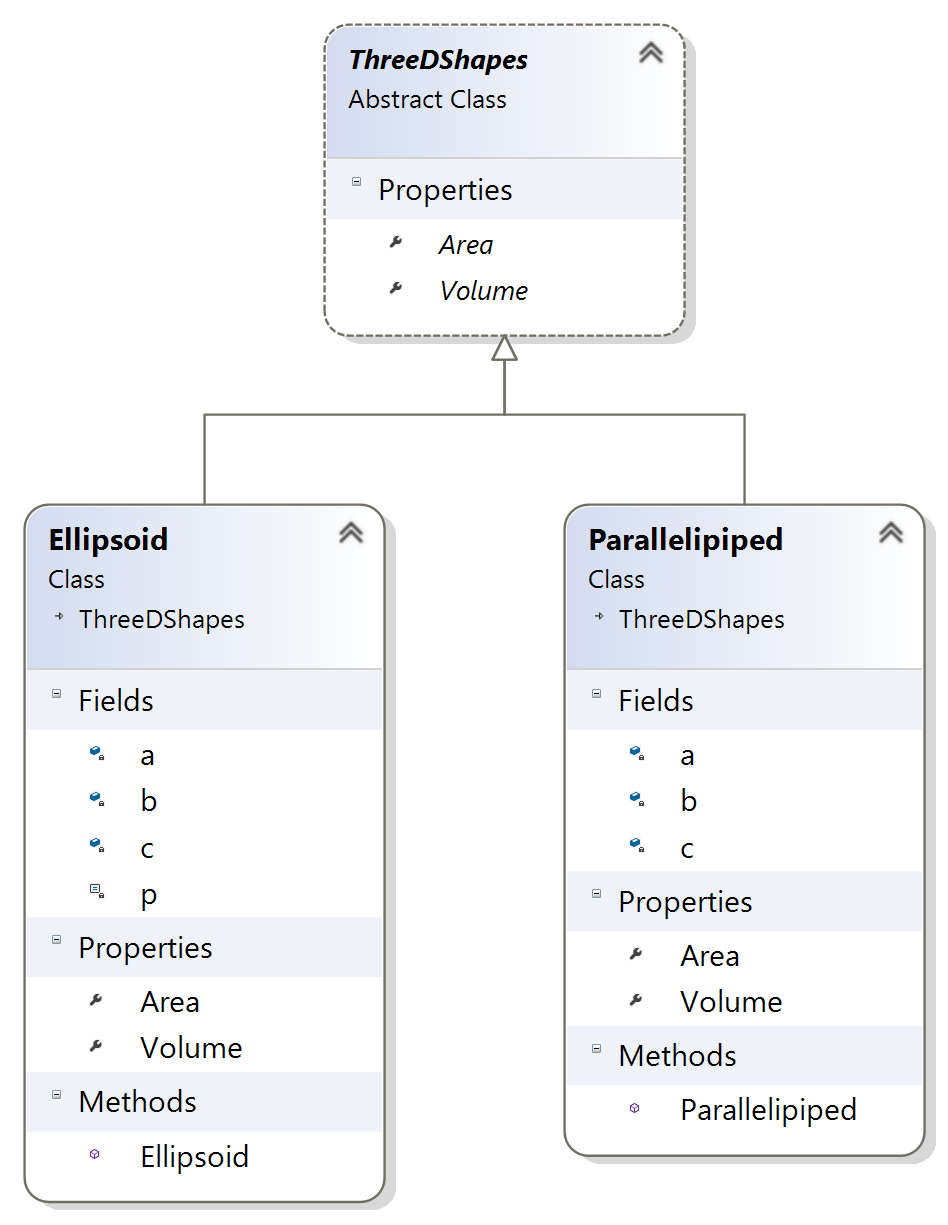 ThreeDShapes
Abstract Class
Properties
Area
Volume
Ellipsoid
Class
ThreeDShapes
Fields
a
b
c
p
Properties
Area
Volume
Methods
Ellipsoid
Parallelipiped
Class
ThreeDShapes
Fields
a
b
c
Properties
Area
Volume
Methods
Parallelipiped